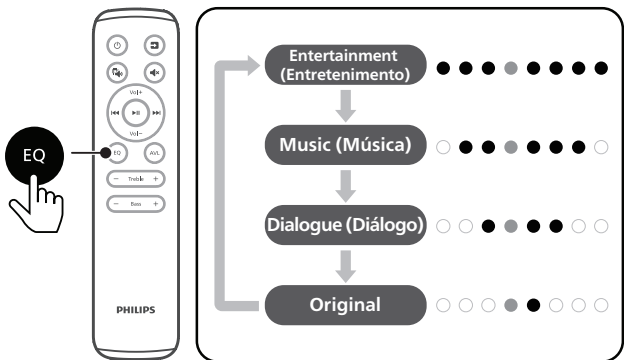 EQ
Vol+
Vol−
EQ
AVL
− Treble +
− Bass +
PHILIPS
Entertainment
(Entretenimento)
Music (Música)
Dialogue (Diálogo)
Original